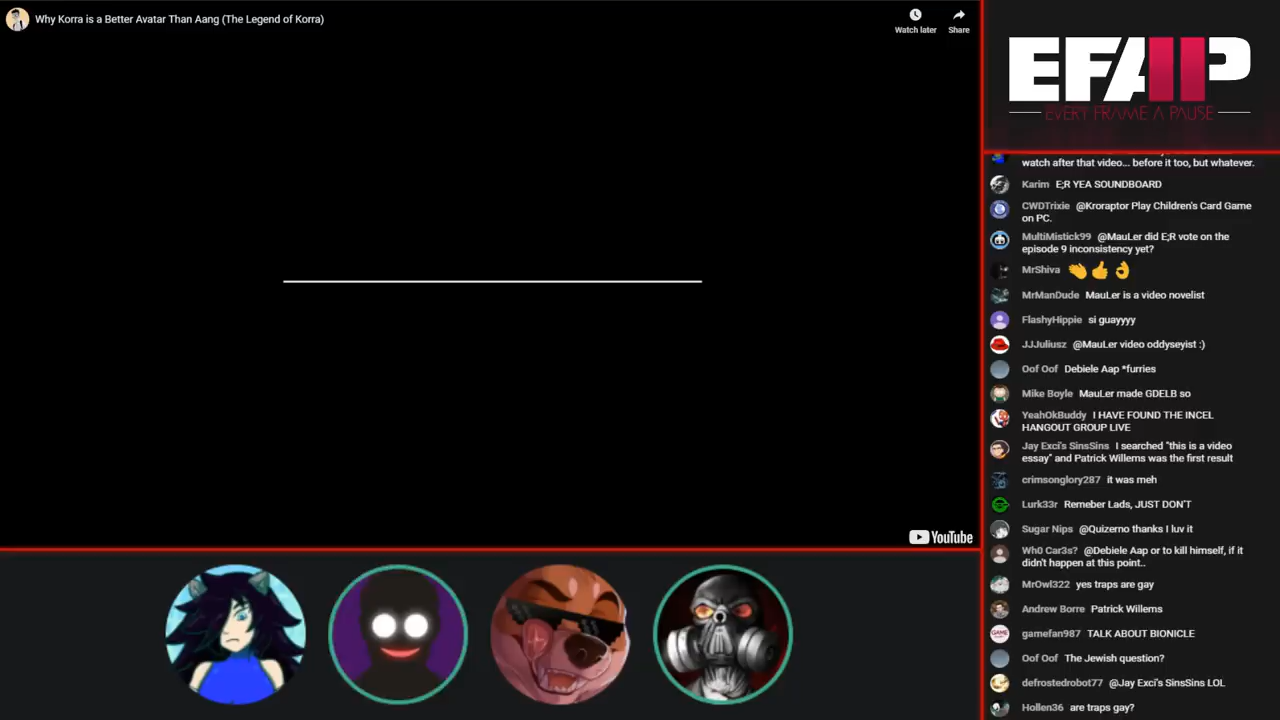 Why Korra is a Better Avatar Than Aang (The Legend of Korra)
Watch later
Share
YouTube
EFAP
EVERY FRAME A PAUSE
watch after that video... before it too, but whatever.
Karim E;R YEA SOUNDBOARD
CWDTrixie @Kroraptor Play Children's Card Game
on PC.
MultiMistick99 @MauLer did E;R vote on the
episode 9 inconsistency yet?
MrShiva 👏👍👌
MrManDude MauLer is a video novelist
FlashyHippie si guayyyy
JJJuliusz @MauLer video oddyseyist :)
Oof Oof Debiele Aap *furries
Mike Boyle MauLer made GDELB so
YeahOkBuddy I HAVE FOUND THE INCEL
HANGOUT GROUP LIVE
Jay Exci's SinsSins I searched "this is a video
essay" and Patrick Willems was the first result
crimsonglory287 it was meh
Lurk33r Remeber Lads, JUST DON'T
Sugar Nips @Quizerno thanks I luv it
Wh0 Car3s? @Debiele Aap or to kill himself, if it
didn't happen at this point..
MrOwl322 yes traps are gay
Andrew Borre Patrick Willems
gamefan987 TALK ABOUT BIONICLE
Oof Oof The Jewish question?
defrostedrobot77 @Jay Exci's SinsSins LOL
Hollen36 are traps gay?